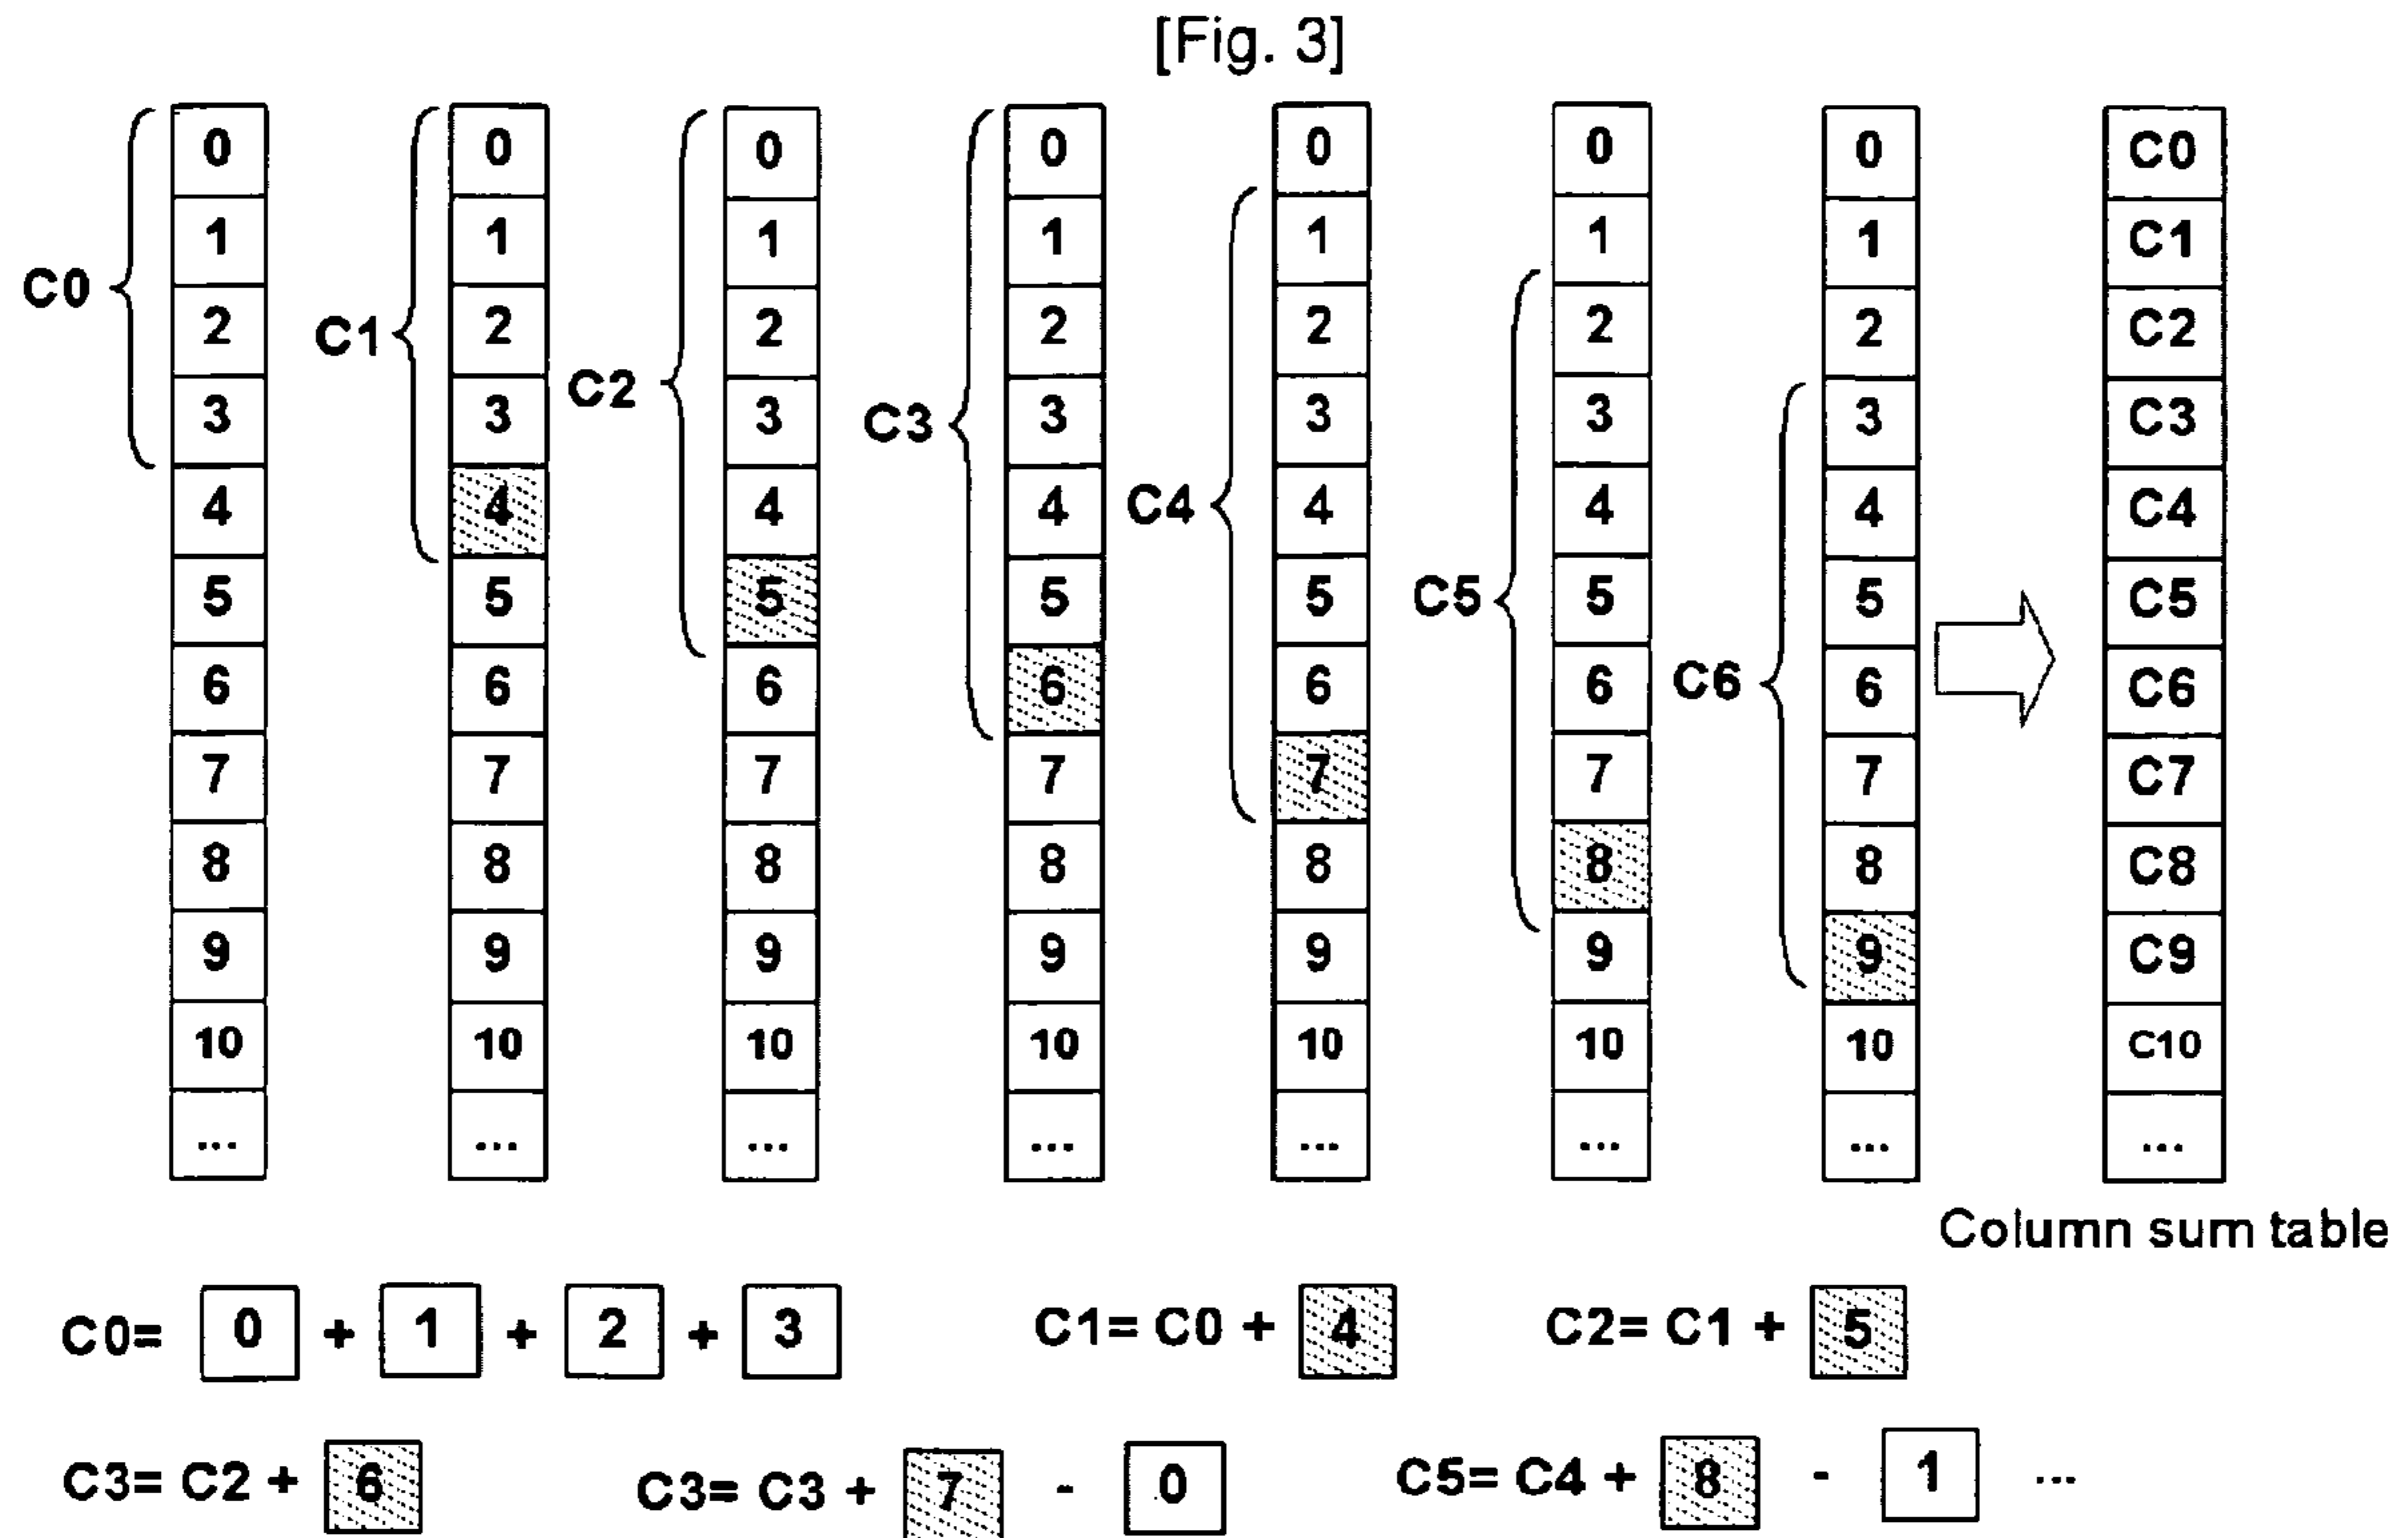 [Fig. 3]
0 0 0 0 0 0 0 C0
1 1 1 1 1 1 1 C1
C0
2 2 2 2 2 2 2 C2
C1
C2
3 3 3 3 3 3 3 C3
C3
4 4 4 4 4 4 4 C4
C4
5 5 5 5 5 5 5 C5
C5
6 6 6 6 6 6 6 C6
C6
7 7 7 7 7 7 7 C7
8 8 8 8 8 8 8 C8
9 9 9 9 9 9 9 C9
10 10 10 10 10 10 10 C10
... ... ... ... ... ... ... ...
Column sum table
C0= 0 + 1 + 2 + 3 C1= C0 + 4 C2= C1 + 5
C3= C2 + 6 C3= C3 + 7 - 0 C5= C4 + 8 - 1 ...